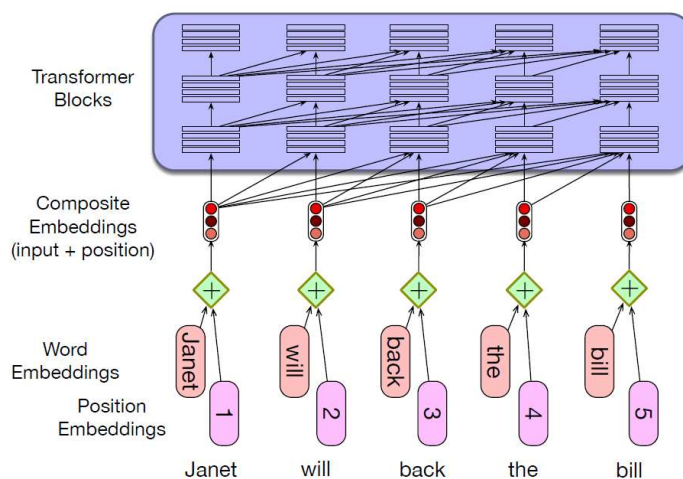 Transformer
Blocks
Composite
Embeddings
(input + position)
+ + + + +
Word
Embeddings
Janet will back the bill
Position
Embeddings
1 2 3 4 5
Janet will back the bill